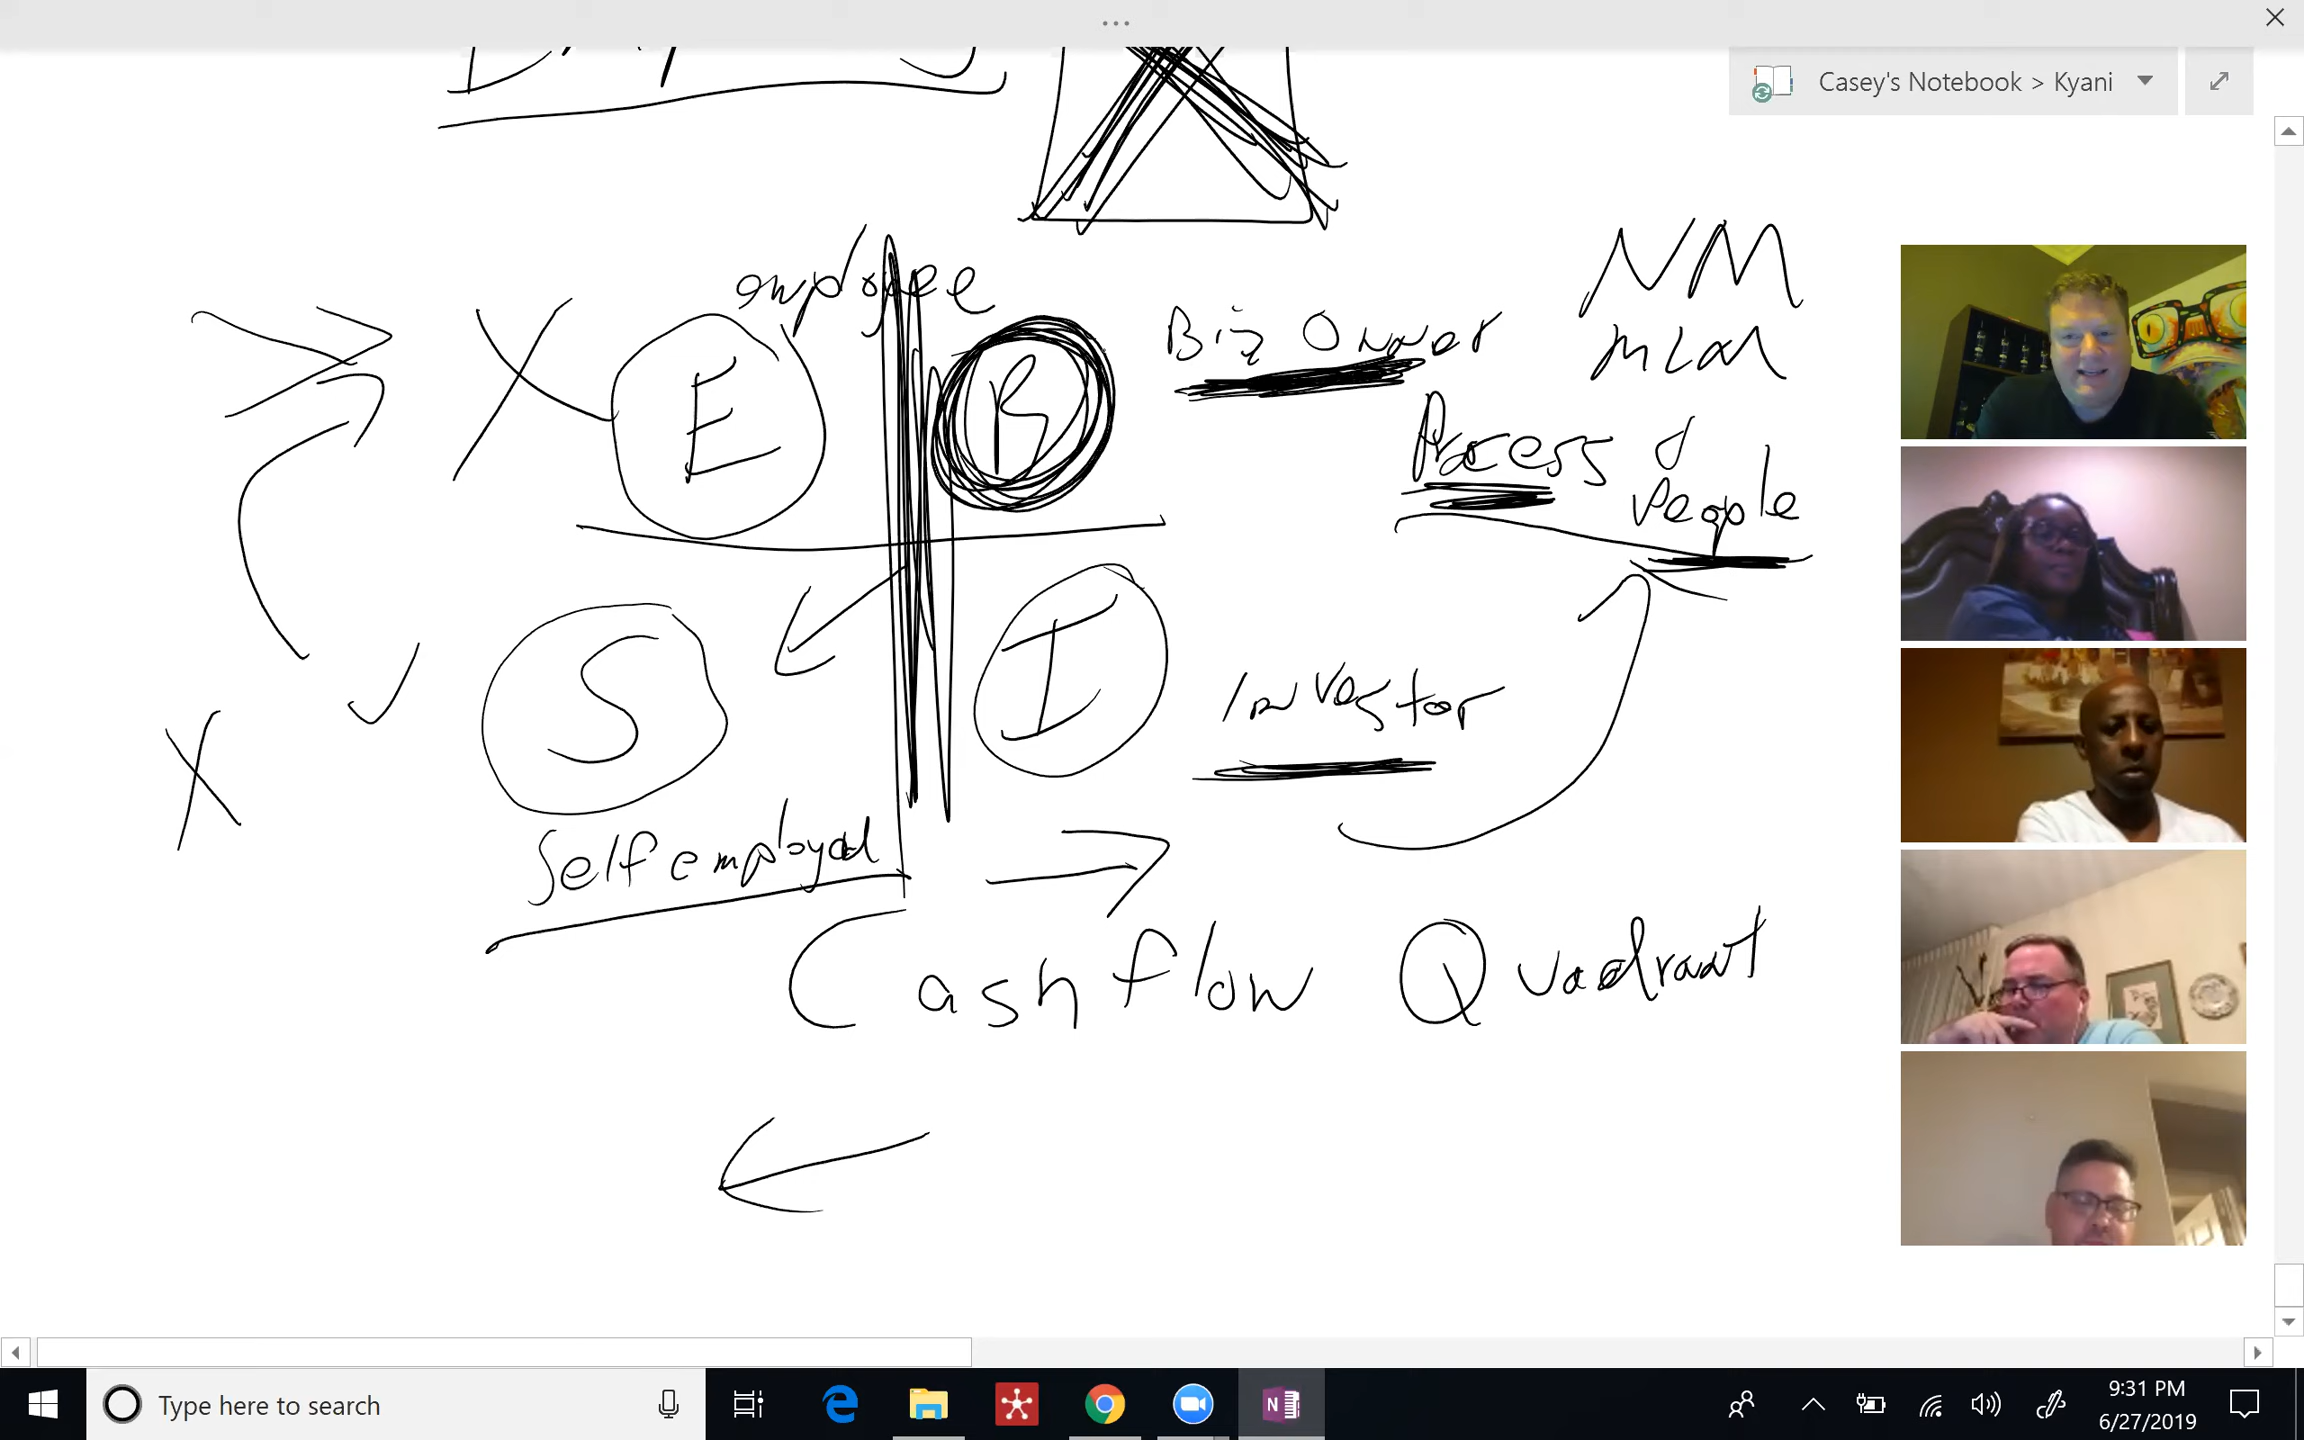 Casey's Notebook > Kyani
employee
E
B
Biz Owner
NM
MLM
Process &
People
S
I
Investor
Self employed
Cashflow Quadrant
X
X
Type here to search
N
9:31 PM
6/27/2019